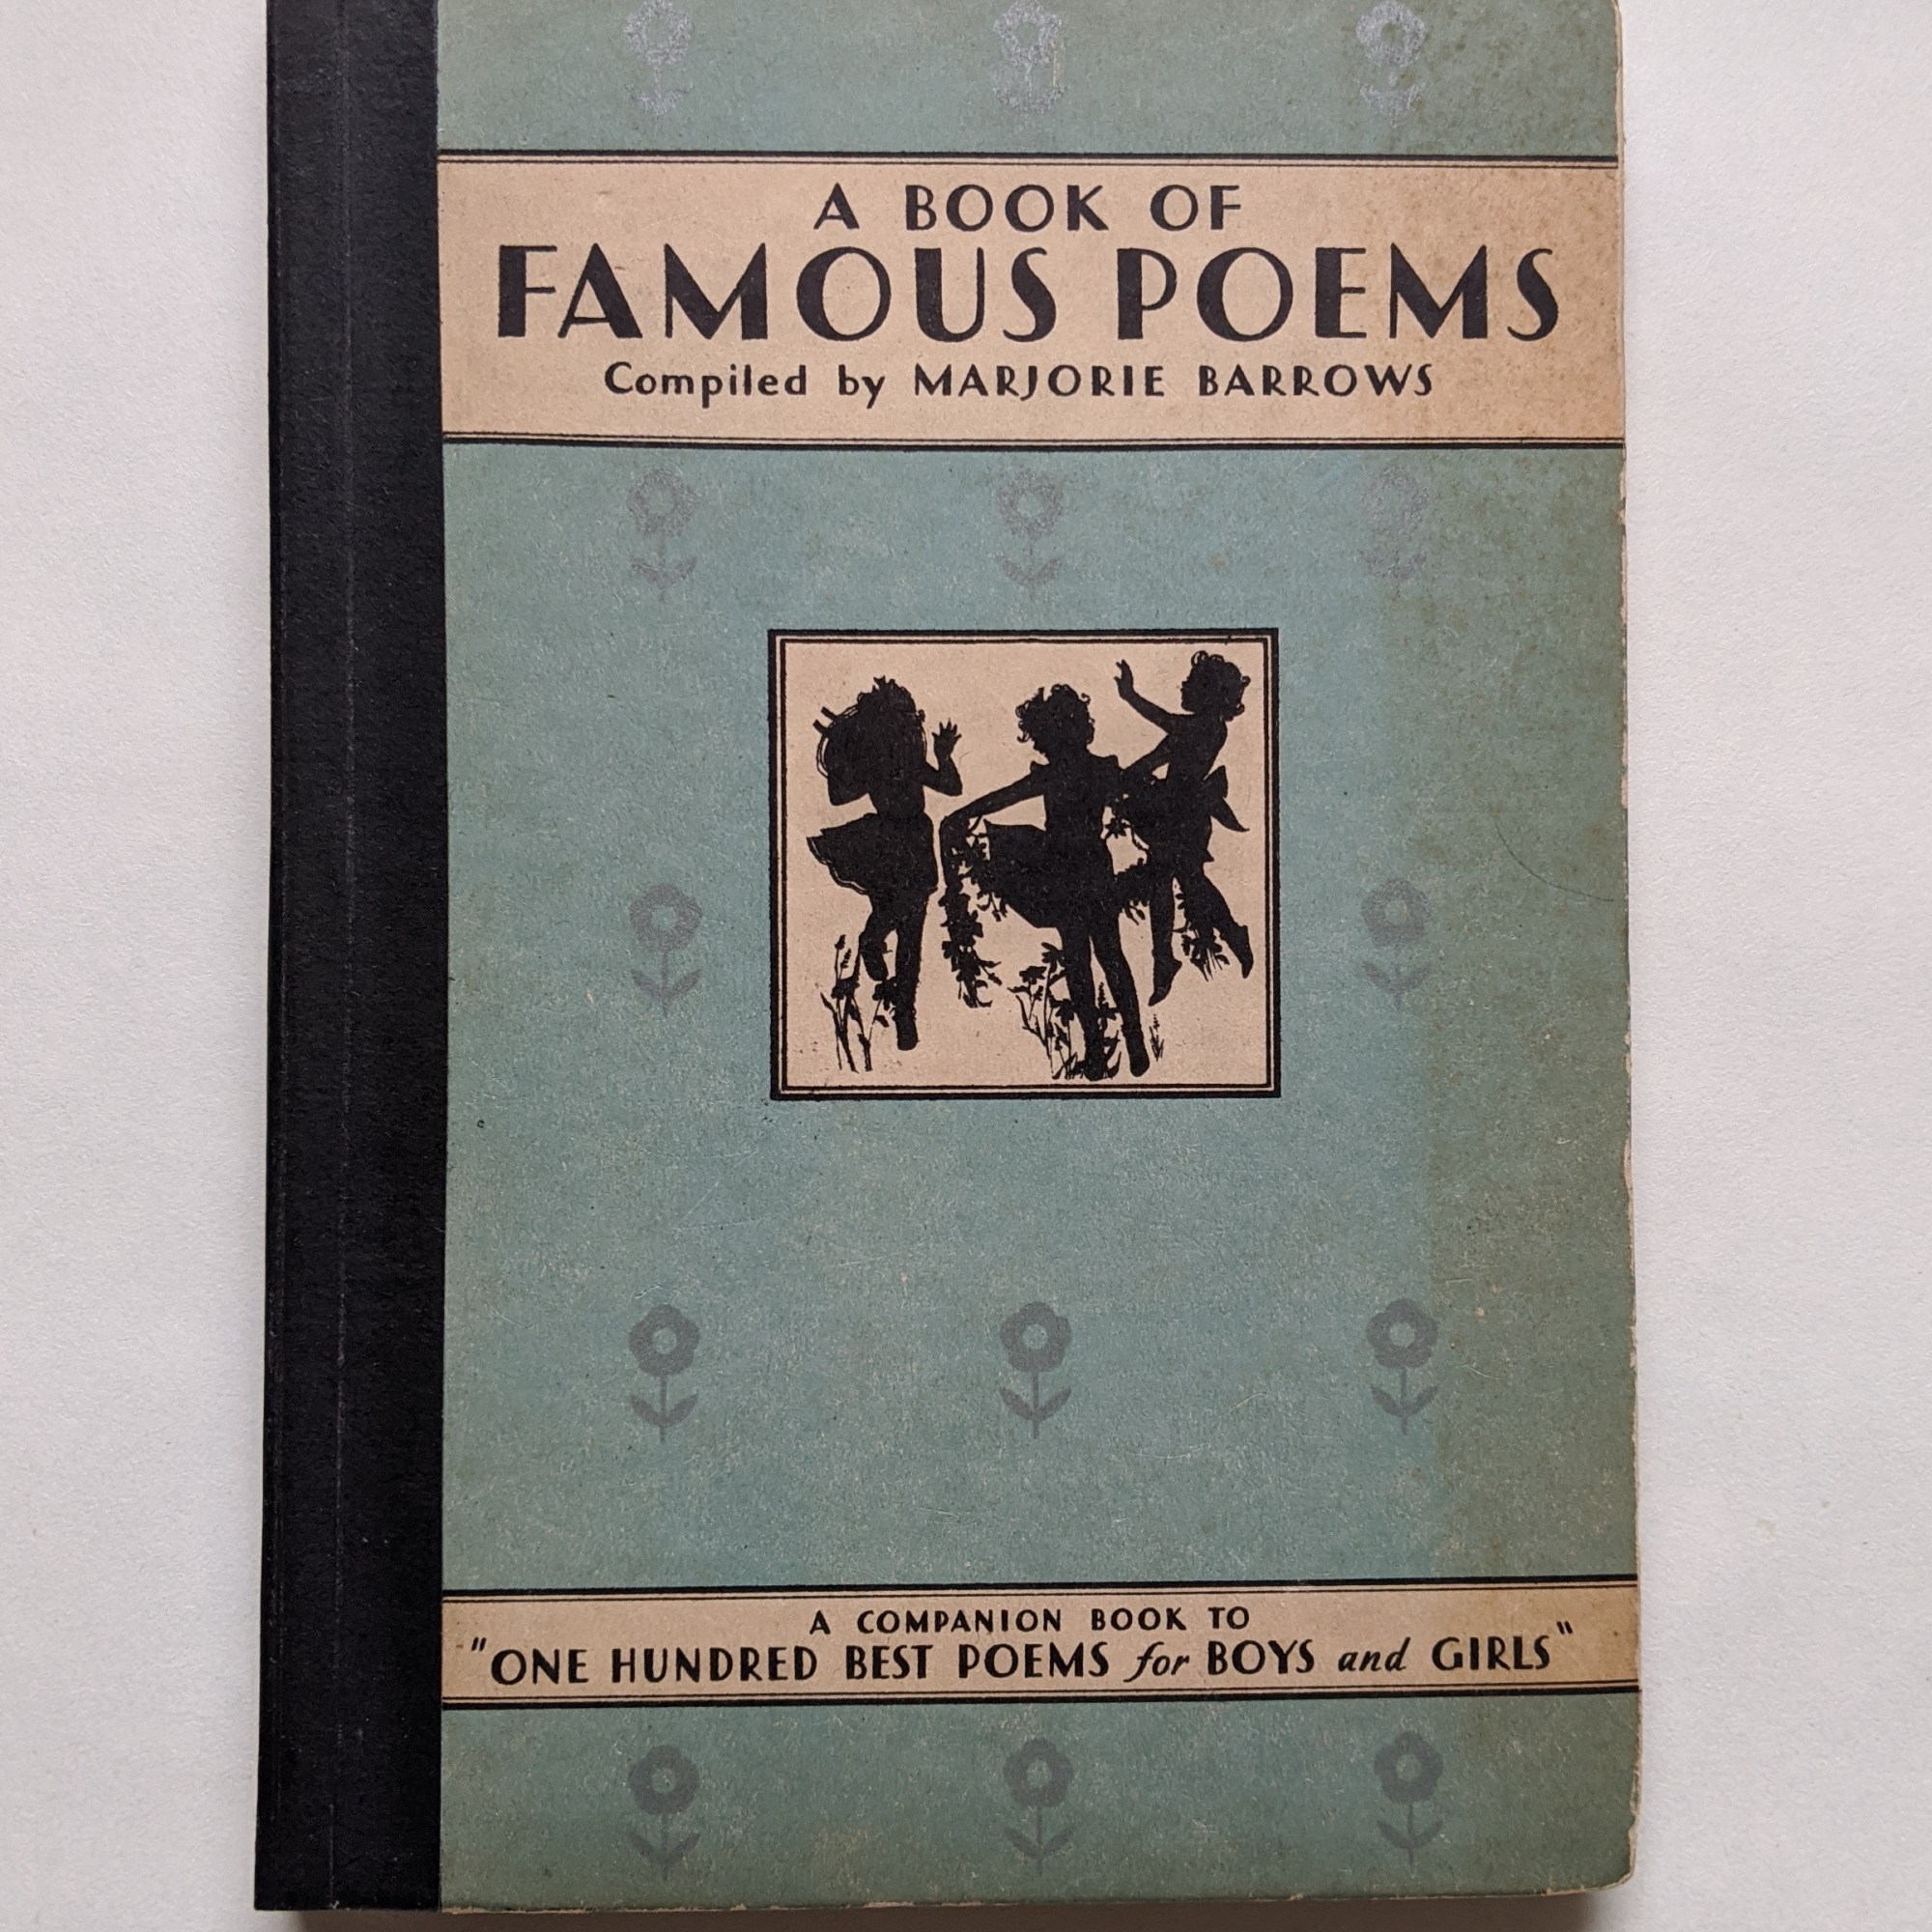 A BOOK OF
FAMOUS POEMS
Compiled by MARJORIE BARROWS
A COMPANION BOOK TO
"ONE HUNDRED BEST POEMS for BOYS and GIRLS"